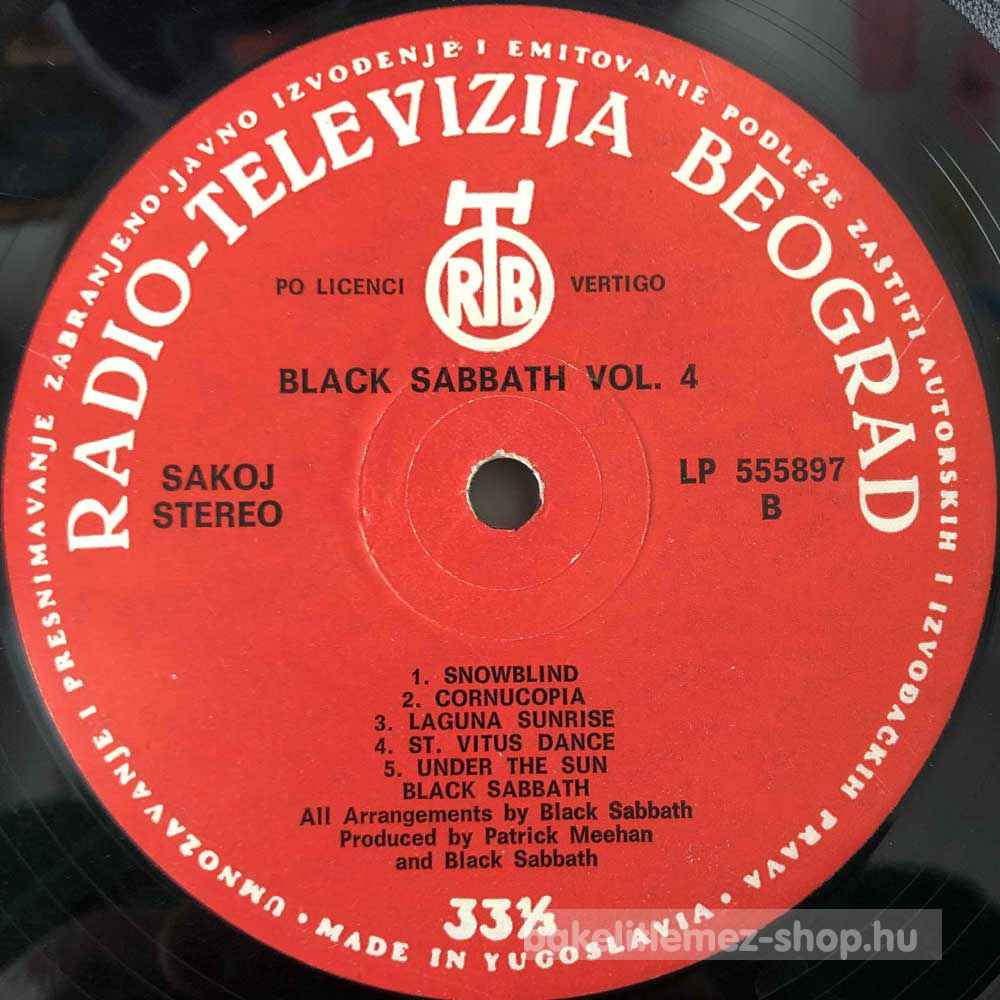 UMNOŽAVANJE I PRESNIMAVANJE ZABRANJENO • JAVNO IZVOĐENJE I EMITOVANJE PODLEŽE ZAŠTITI AUTORSKIH I IZVOĐAČKIH PRAVA •
RADIO-TELEVIZIJA BEOGRAD
RTB
PO LICENCI VERTIGO
BLACK SABBATH VOL. 4
SAKOJ
STEREO
LP 555897
B
1. SNOWBLIND
2. CORNUCOPIA
3. LAGUNA SUNRISE
4. ST. VITUS DANCE
5. UNDER THE SUN
BLACK SABBATH
All Arrangements by Black Sabbath
Produced by Patrick Meehan
and Black Sabbath
33⅓
• MADE IN YUGOSLAVIA •
bakelitlemez-shop.hu